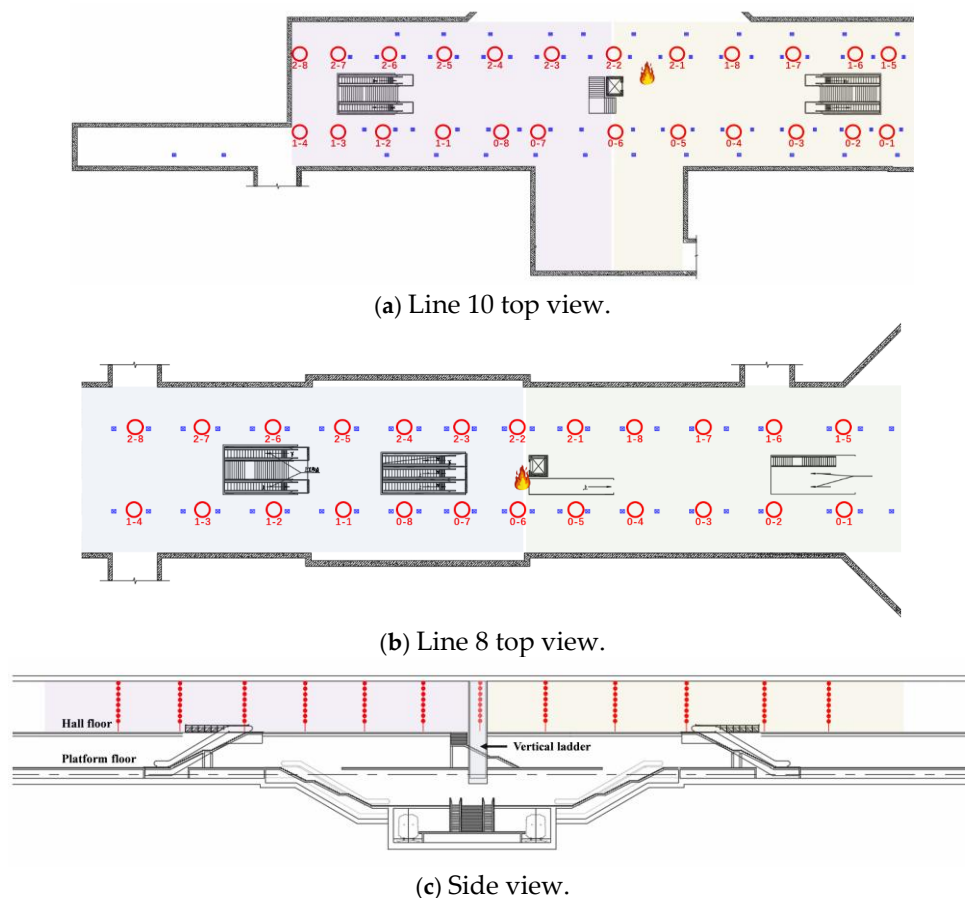 2-8 2-7 2-6 2-5 2-4 2-3 2-2 2-1 1-8 1-7 1-6 1-5
1-4 1-3 1-2 1-1 0-8 0-7 0-6 0-5 0-4 0-3 0-2 0-1
(a) Line 10 top view.
2-8 2-7 2-6 2-5 2-4 2-3 2-2 2-1 1-8 1-7 1-6 1-5
1-4 1-3 1-2 1-1 0-8 0-7 0-6 0-5 0-4 0-3 0-2 0-1
(b) Line 8 top view.
Hall floor
Vertical ladder
Platform floor
(c) Side view.